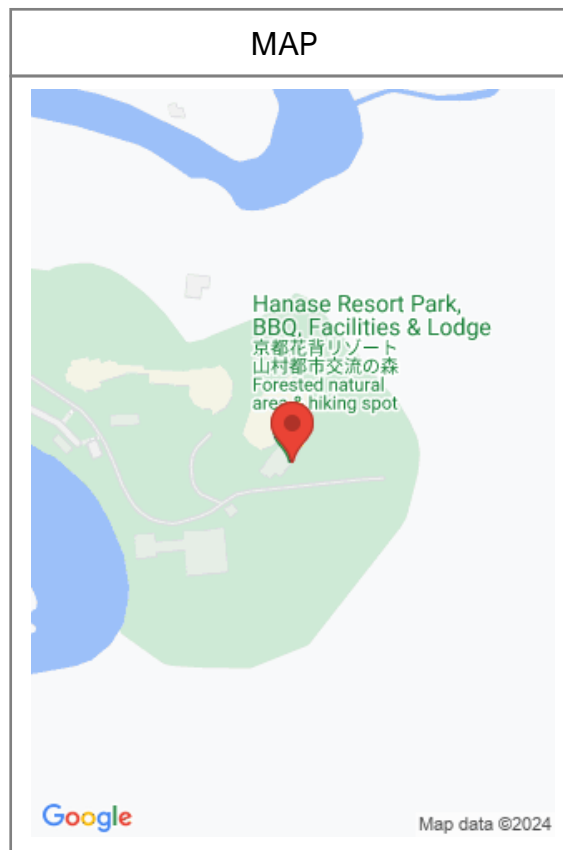 MAP
Hanase Resort Park,
BBQ, Facilities & Lodge
京都花背リゾート
山村都市交流の森
Forested natural
area & hiking spot
Google
Map data ©2024